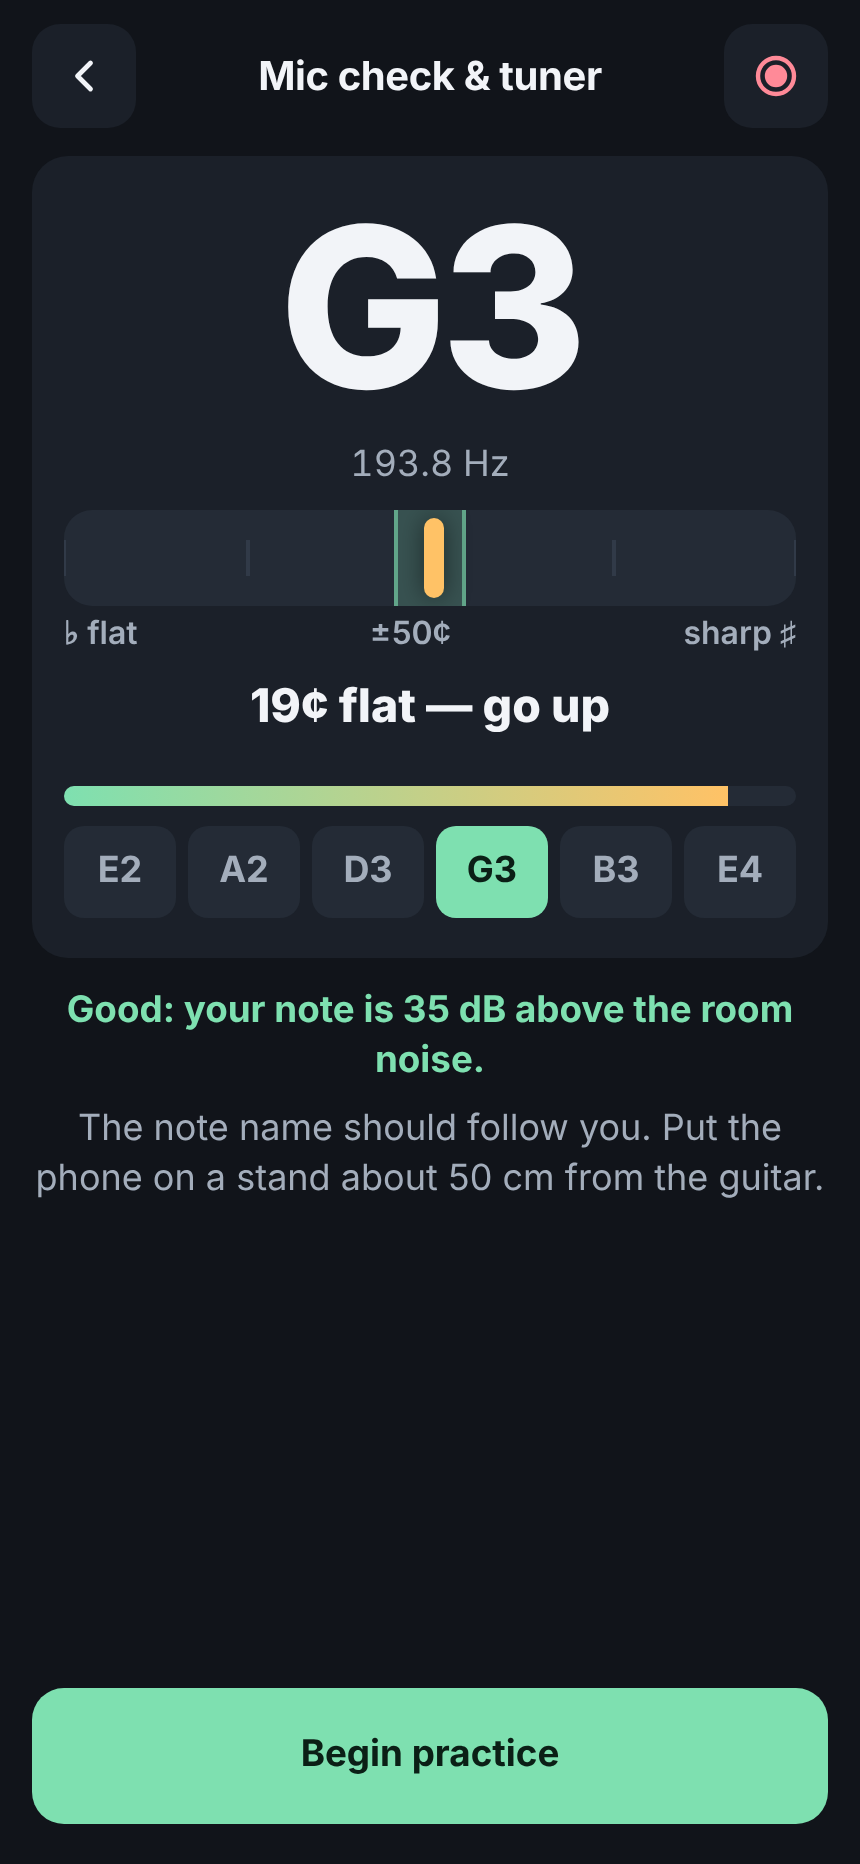 Mic check & tuner
G3
193.8 Hz
♭ flat
±50¢
sharp ♯
19¢ flat — go up
E2
A2
D3
G3
B3
E4
Good: your note is 35 dB above the room
noise.
The note name should follow you. Put the
phone on a stand about 50 cm from the guitar.
Begin practice